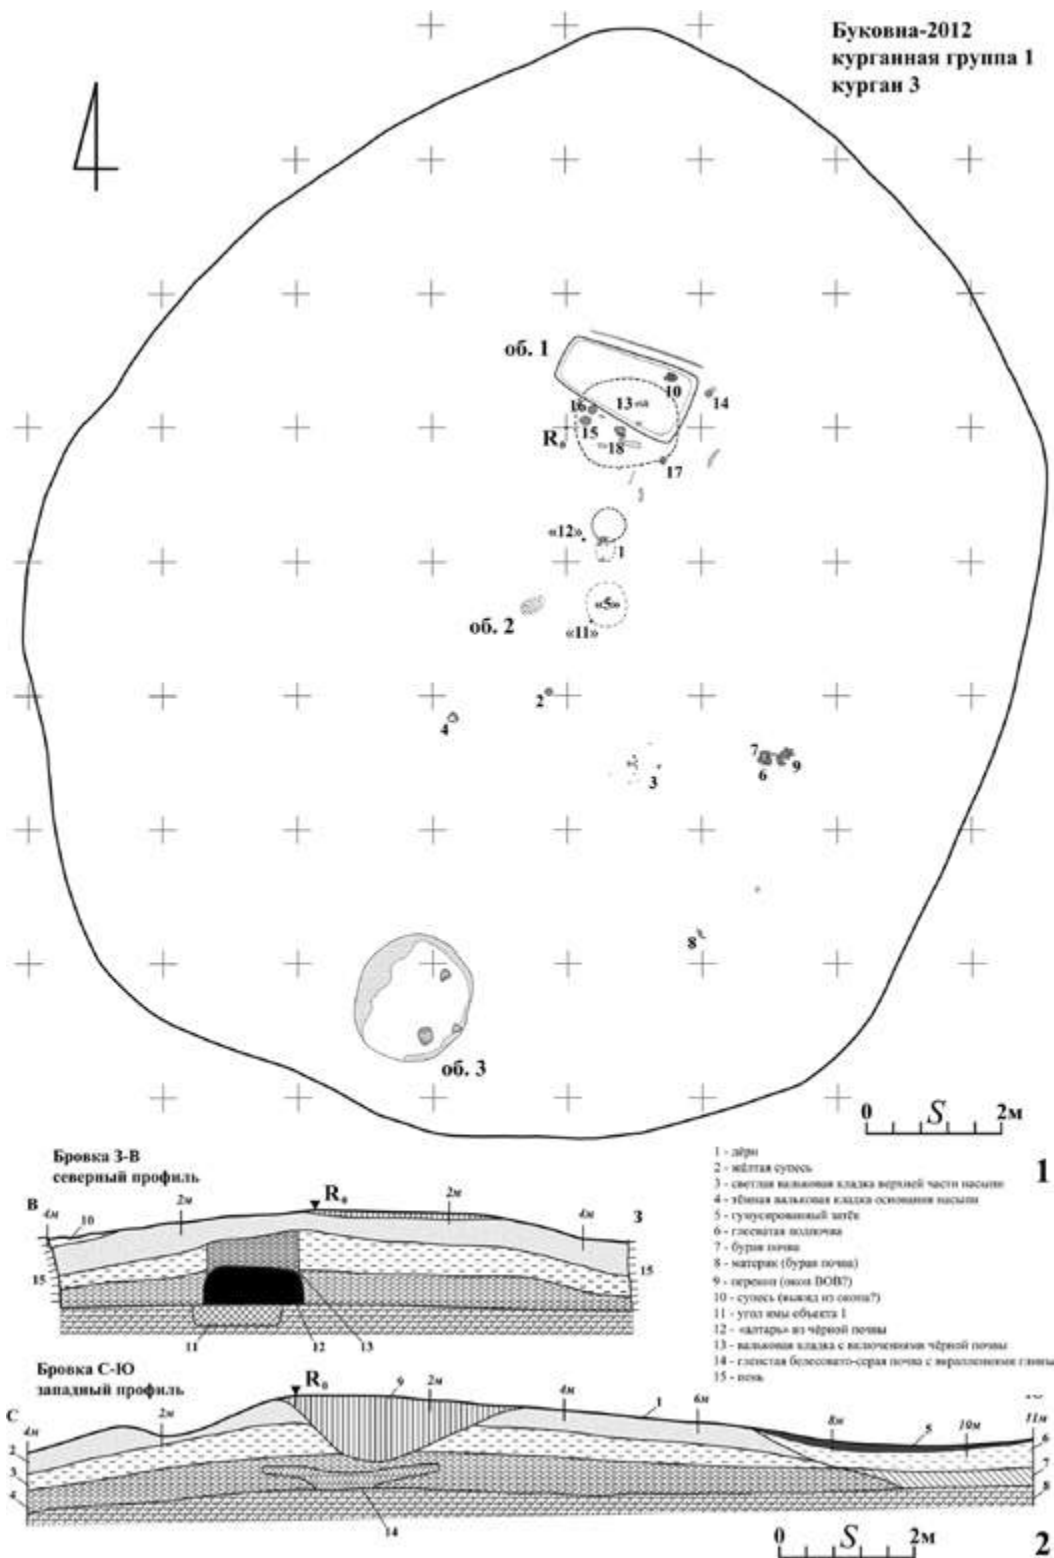 Буковна-2012
курганная группа 1
курган 3
об. 1
10
13
14
16
15
R₀
18
17
«12»
1
«5»
об. 2
«11»
2
4
3
7
6
9
8
об. 3
0 S 2м
1
Бровка З-В
северный профиль
В
R₀
З
4м
10
2м
2м
4м
15
15
11
12
13
1 - дёрн
2 - жёлтая супесь
3 - светлая вальковая кладка верхней части насыпи
4 - тёмная вальковая кладка основания насыпи
5 - гумусированный затёк
6 - глееватая подпочва
7 - бурая почва
8 - материк (бурая почва)
9 - перекоп (окоп ВОВ?)
10 - супесь (выкид из окопа?)
11 - угол ямы объекта 1
12 - «алтарь» из чёрной почвы
13 - вальковая кладка с включениями чёрной почвы
14 - глеистая белесовато-серая почва с вкраплениями глины
15 - пень
Бровка С-Ю
западный профиль
С
R₀
9
4м
2м
2м
4м
1
6м
8м
5
10м
11м
2
3
4
6
7
8
14
0 S 2м
2